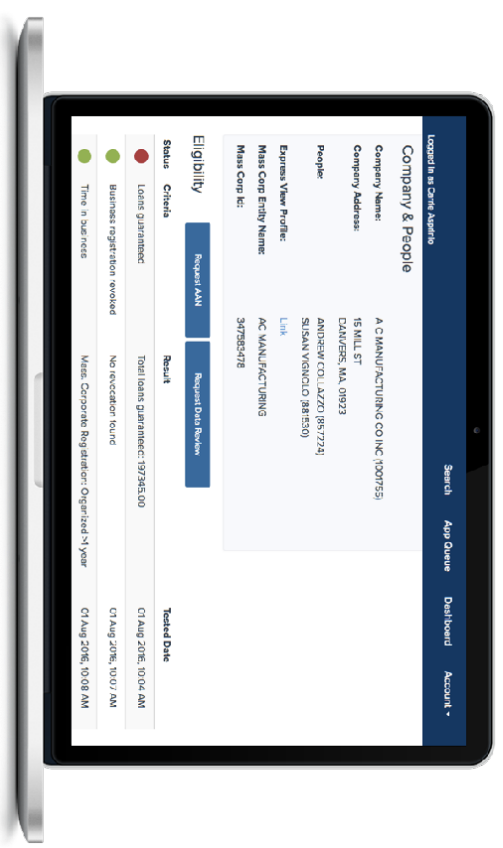 Logged in as Carrie Asprinio
Search App Queue Dashboard Account
Company & People
Company Name: A C MANUFACTURING CO INC (1001755)
Company Address: 15 MILL ST
DANVERS, MA, 01923
People: ANDREW COLLAZZO (857224)
SUSAN VIGNOLO (881530)
Express View Profile: Link
Mass Corp Entity Name: AC MANUFACTURING
Mass Corp Id: 347583478
Eligibility Request AAN Request Data Review
Status Criteria Result Tested Date
Loans guaranteed Total loans guaranteed: 197345.00 01 Aug 2016, 10:04 AM
Business registration revoked No revocation found 01 Aug 2016, 10:07 AM
Time in business Mass. Corporate Registration: Organized >1 year 01 Aug 2016, 10:08 AM